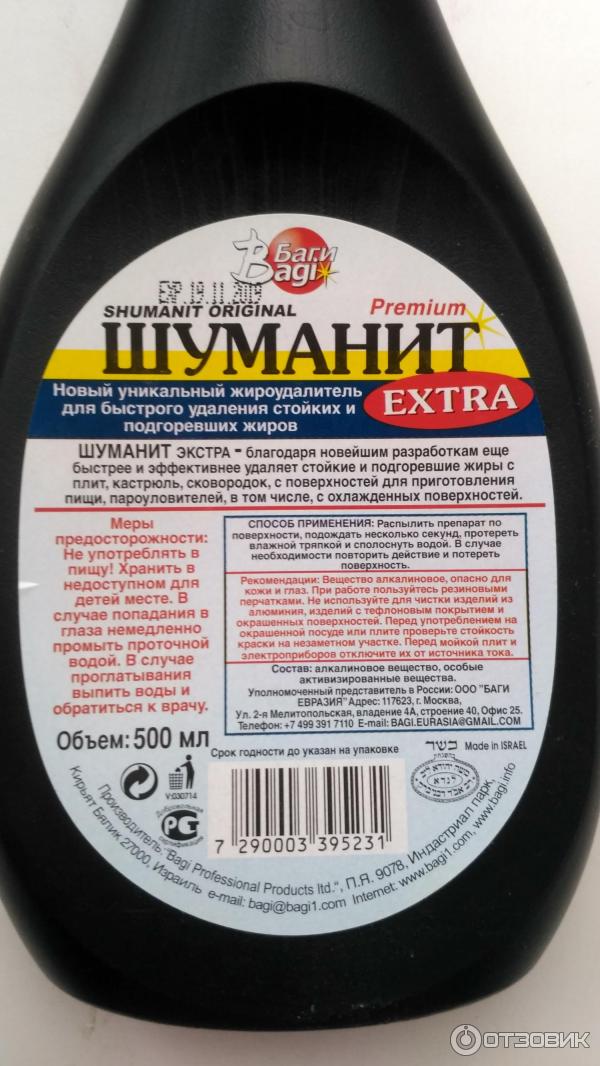 Баги
Bagi
EXP. 19.11.2019
SHUMANIT ORIGINAL
Premium
ШУМАНИТ
EXTRA
Новый уникальный жироудалитель
для быстрого удаления стойких и
подгоревших жиров
ШУМАНИТ ЭКСТРА - благодаря новейшим разработкам еще
быстрее и эффективнее удаляет стойкие и подгоревшие жиры с
плит, кастрюль, сковородок, с поверхностей для приготовления
пищи, пароуловителей, в том числе, с охлажденных поверхностей.
Меры
предосторожности:
Не употреблять в
пищу! Хранить в
недоступном для
детей месте. В
случае попадания в
глаза немедленно
промыть проточной
водой. В случае
проглатывания
выпить воды и
обратиться к врачу.
СПОСОБ ПРИМЕНЕНИЯ: Распылить препарат по
поверхности, подождать несколько секунд, протереть
влажной тряпкой и сполоснуть водой. В случае
необходимости повторить действие и потереть
поверхность.
Рекомендации: Вещество алкалиновое, опасно для
кожи и глаз. При работе пользуйтесь резиновыми
перчатками. Не используйте для чистки изделий из
алюминия, изделий с тефлоновым покрытием и
окрашенных поверхностей. Перед употреблением на
окрашенной посуде или плите проверьте стойкость
краски на незаметном участке. Перед мойкой плит и
электроприборов отключите их от источника тока.
Состав: алкалиновое вещество, особые
активизированные вещества.
Уполномоченный представитель в России: ООО "БАГИ
ЕВРАЗИЯ" Адрес: 117623, г. Москва,
Ул. 2-я Мелитопольская, владение 4А, строение 40, Офис 25.
Телефон: +7 499 391 7110 E-mail: BAGI.EURASIA@GMAIL.COM
Объем: 500 мл
Срок годности до указан на упаковке
כשר
בהשגחת
Made in ISRAEL
V:030714
Добровольная
РСТ
Сертификация
7 290003 395231
Производитель-"Bagi Professional Products ltd.", П.Я. 9078, Индастриал парк,
Кирьят Бялик 27000, Израиль e-mail: bagi@bagi1.com Internet: www.bagi1.com, www.bagi.info
ОТЗОВИК